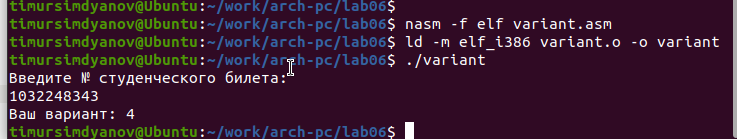 timursimdyanov@Ubuntu:~/work/arch-pc/lab06$
timursimdyanov@Ubuntu:~/work/arch-pc/lab06$ nasm -f elf variant.asm
timursimdyanov@Ubuntu:~/work/arch-pc/lab06$ ld -m elf_i386 variant.o -o variant
timursimdyanov@Ubuntu:~/work/arch-pc/lab06$ ./variant
Введите № студенческого билета:
1032248343
Ваш вариант: 4
timursimdyanov@Ubuntu:~/work/arch-pc/lab06$